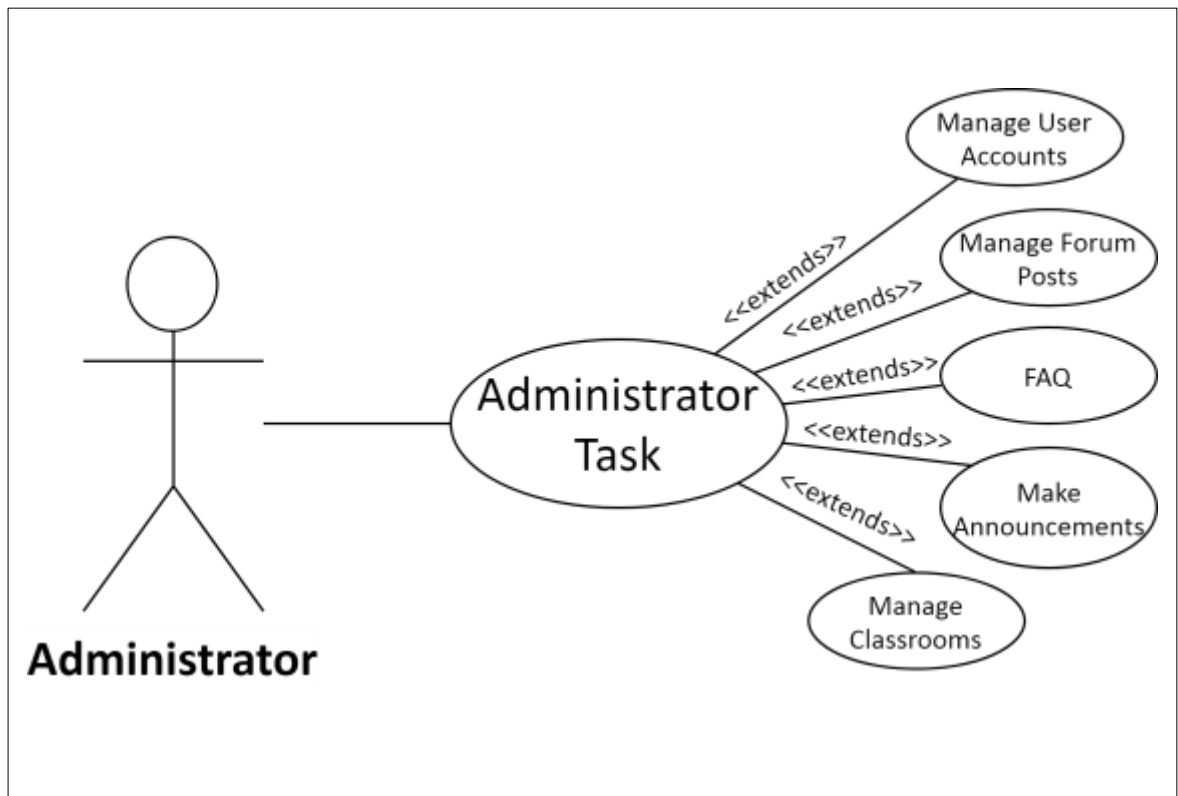 Manage User
Accounts
<<extends>>
Manage Forum
Posts
<<extends>>
FAQ
<<extends>>
Administrator
Task
<<extends>>
Make
Announcements
<<extends>>
Manage
Classrooms
Administrator